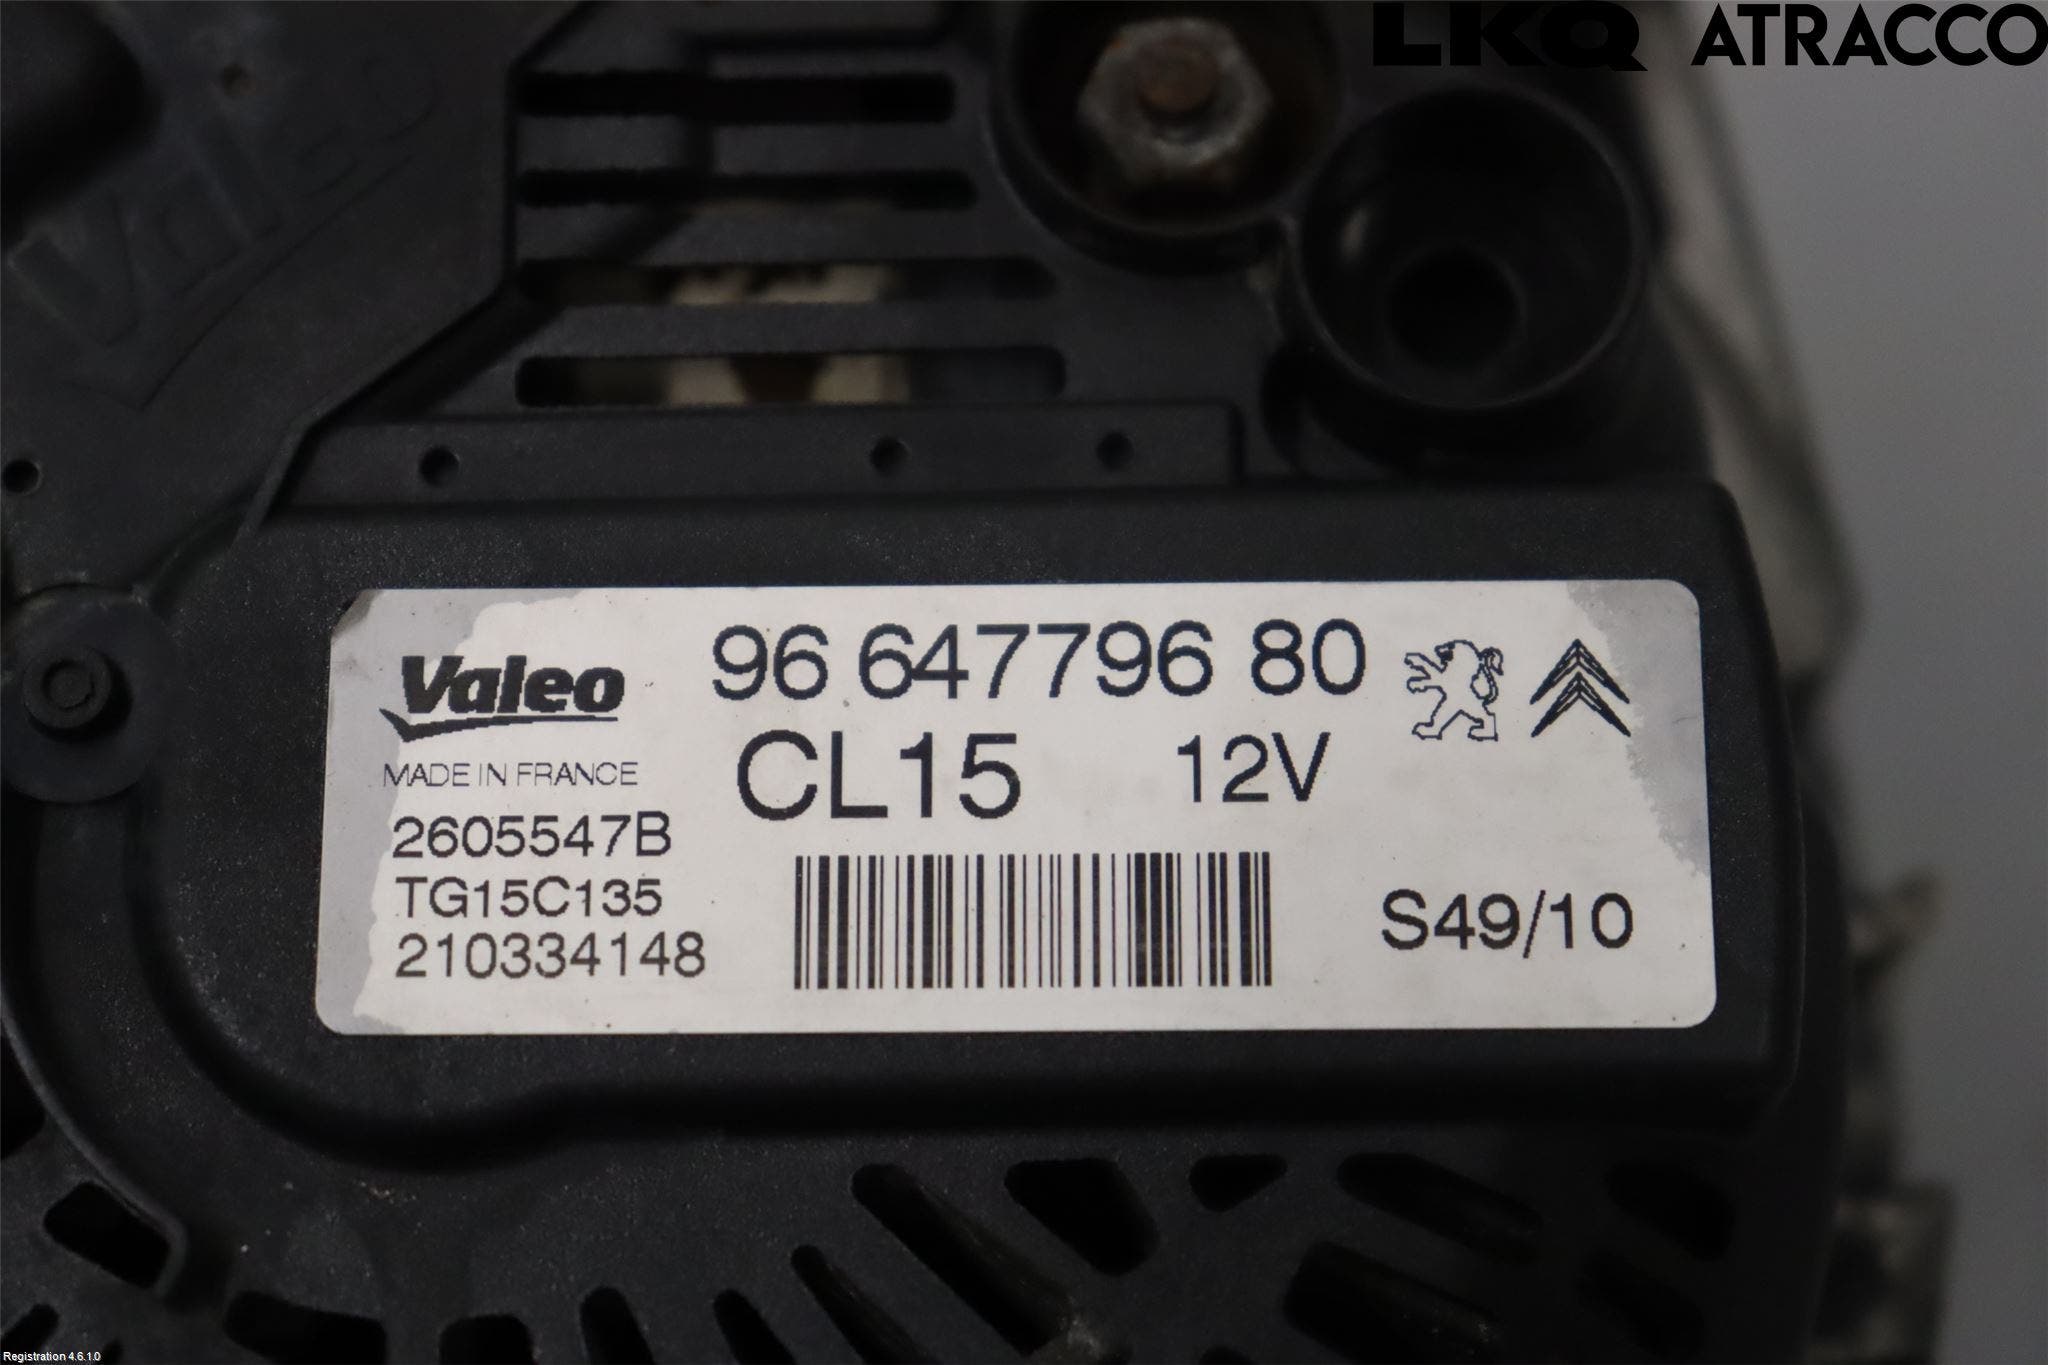 LKQ ATRACCO
Valeo
Valeo
96 647796 80
MADE IN FRANCE
CL15 12V
2605547B
TG15C135
210334148
S49/10
Registration 4.6.1.0